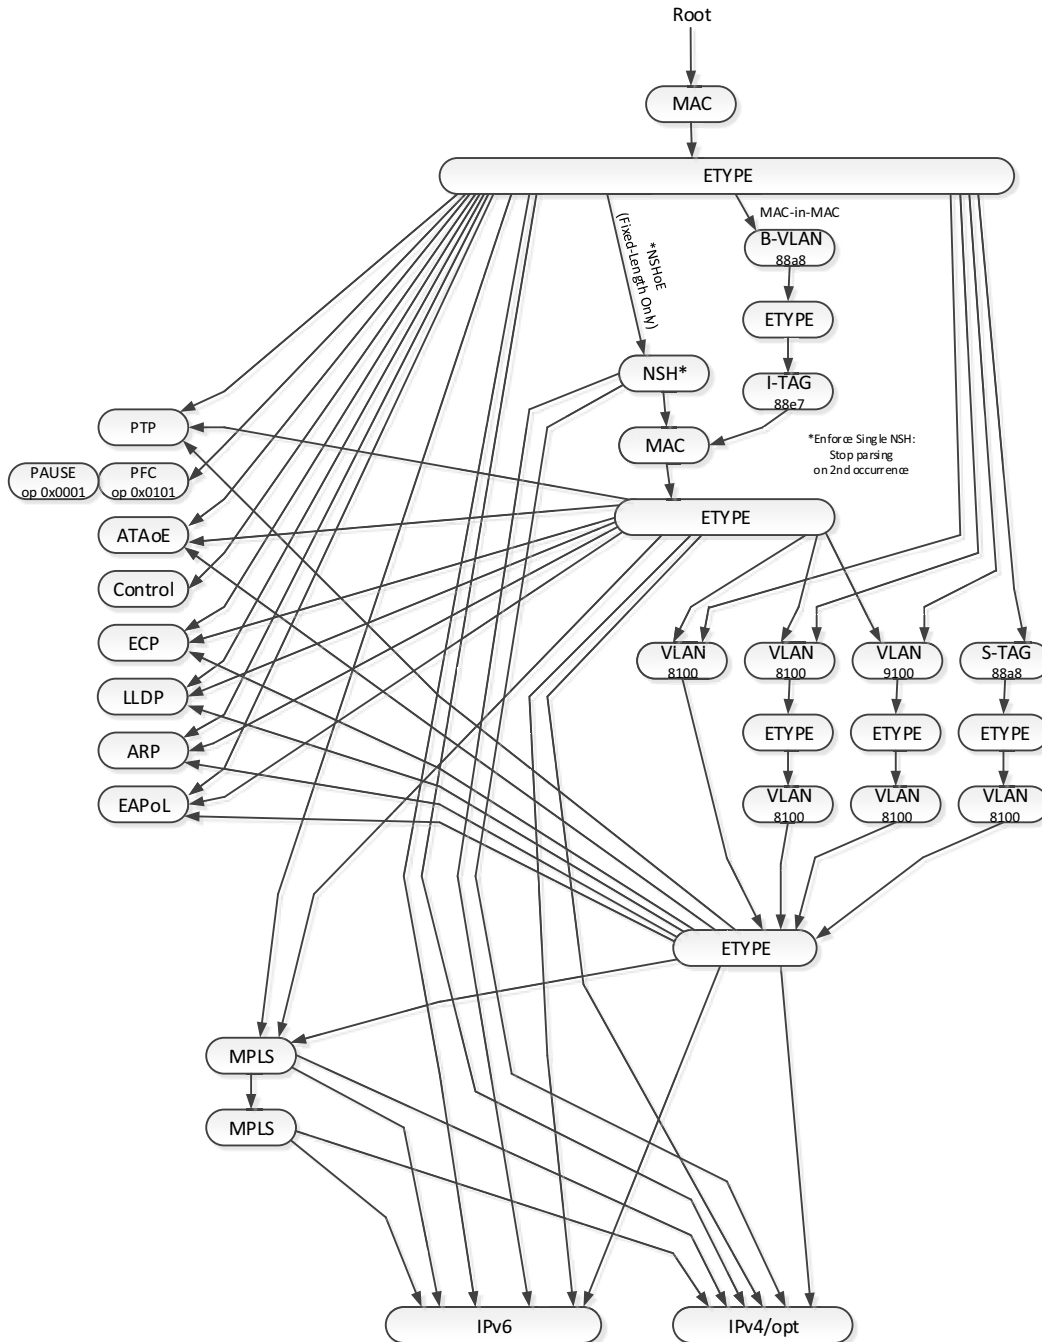 Root
MAC
ETYPE
MAC-in-MAC
*NSHoE
(Fixed-Length Only)
B-VLAN
88a8
ETYPE
NSH*
I-TAG
88e7
PTP
MAC
*Enforce Single NSH:
Stop parsing
on 2nd occurrence
PAUSE
op 0x0001
PFC
op 0x0101
ETYPE
ATAoE
Control
ECP
VLAN
8100
VLAN
8100
VLAN
9100
S-TAG
88a8
LLDP
ARP
ETYPE
ETYPE
ETYPE
EAPoL
VLAN
8100
VLAN
8100
VLAN
8100
ETYPE
MPLS
MPLS
IPv6
IPv4/opt